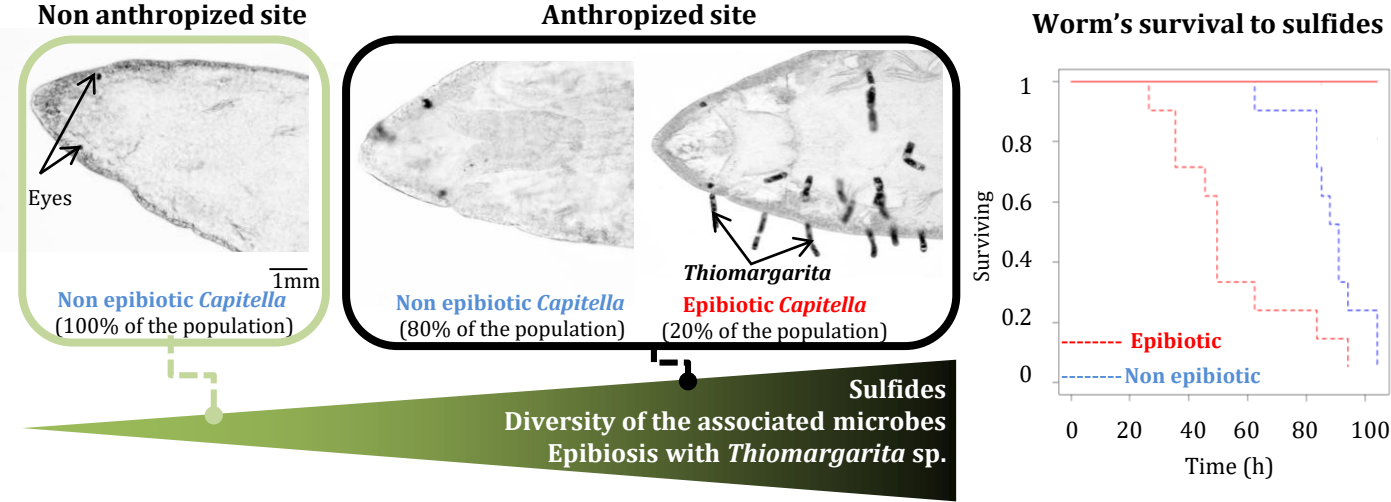 Non anthropized site
Anthropized site
Worm’s survival to sulfides
Eyes
1mm
Non epibiotic Capitella
(100% of the population)
Thiomargarita
Non epibiotic Capitella
(80% of the population)
Epibiotic Capitella
(20% of the population)
Sulfides
Diversity of the associated microbes
Epibiosis with Thiomargarita sp.
Surviving
1
0.8
0.6
0.4
0.2
0
Epibiotic
Non epibiotic
0 20 40 60 80 100
Time (h)